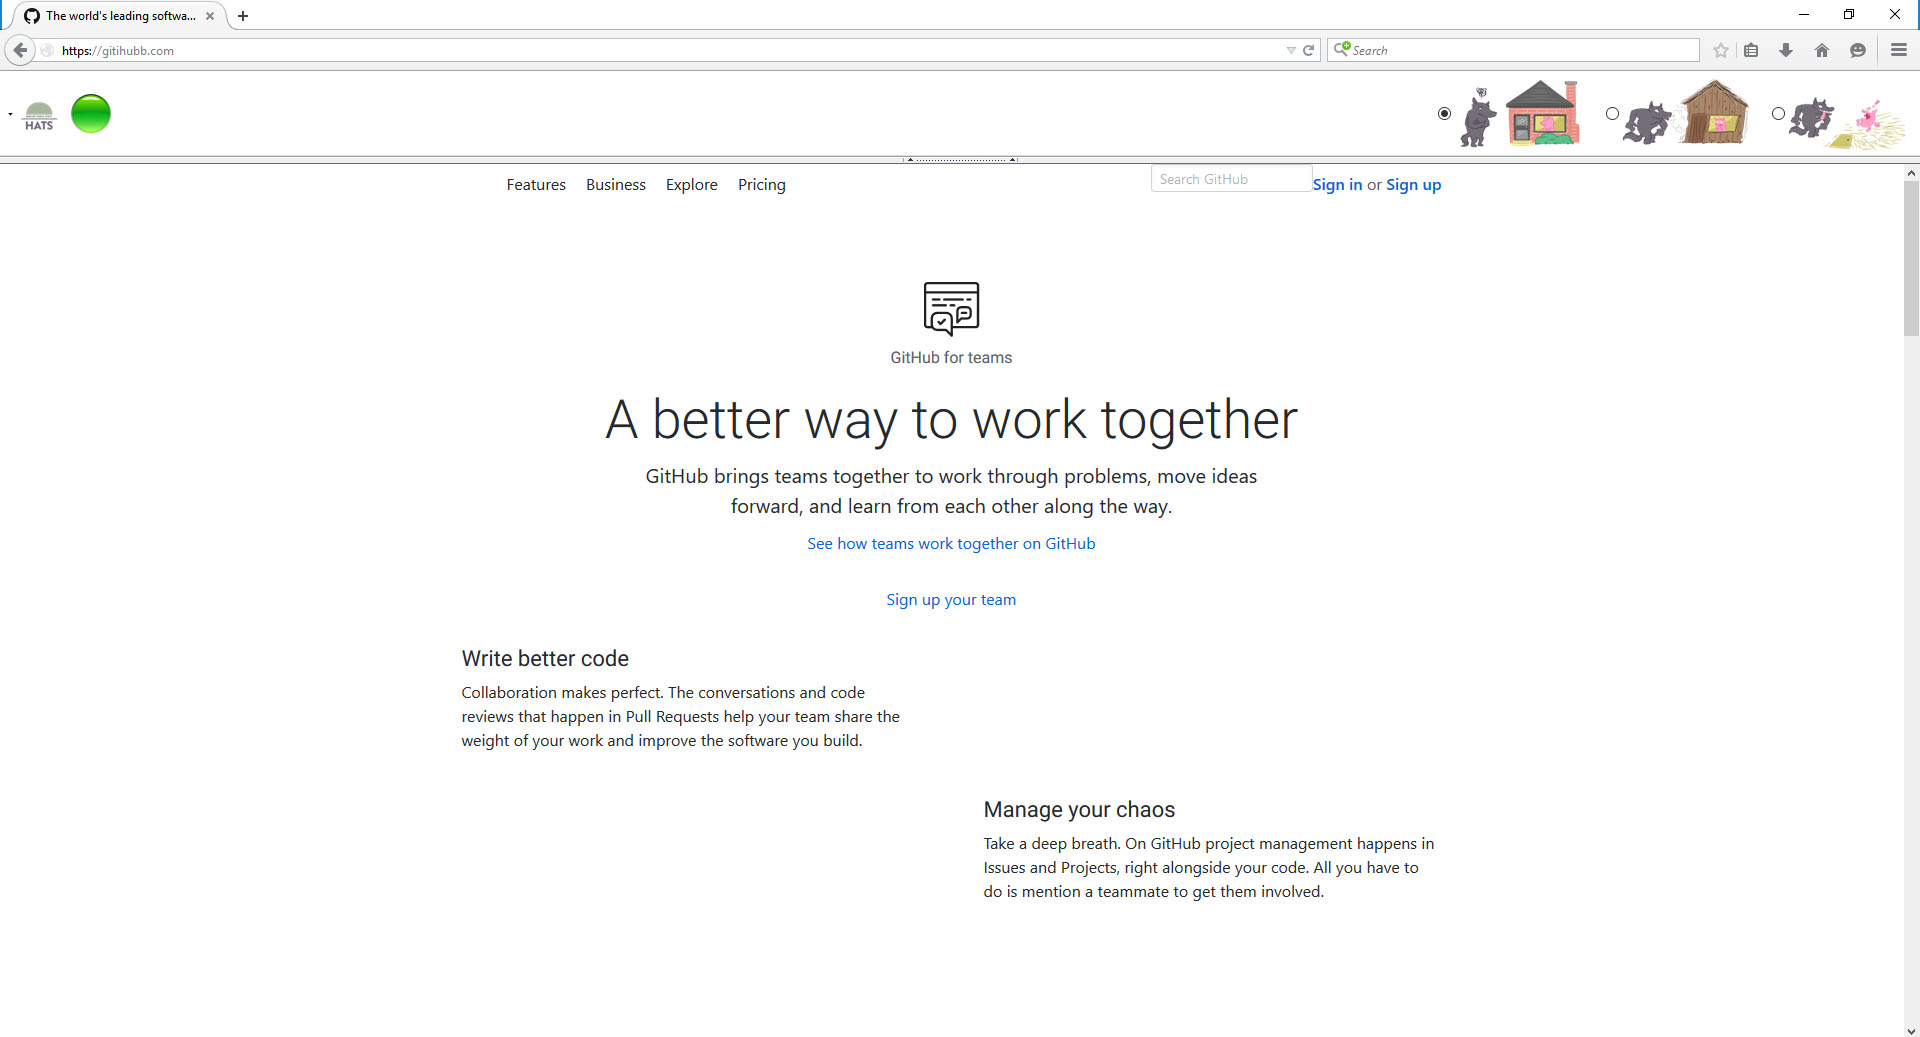 The world's leading softwa...
https://gitihubb.com
Search
HATS
Features Business Explore Pricing
Search GitHub
Sign in or Sign up
GitHub for teams
A better way to work together
GitHub brings teams together to work through problems, move ideas
forward, and learn from each other along the way.
See how teams work together on GitHub
Sign up your team
Write better code
Collaboration makes perfect. The conversations and code
reviews that happen in Pull Requests help your team share the
weight of your work and improve the software you build.
Manage your chaos
Take a deep breath. On GitHub project management happens in
Issues and Projects, right alongside your code. All you have to
do is mention a teammate to get them involved.